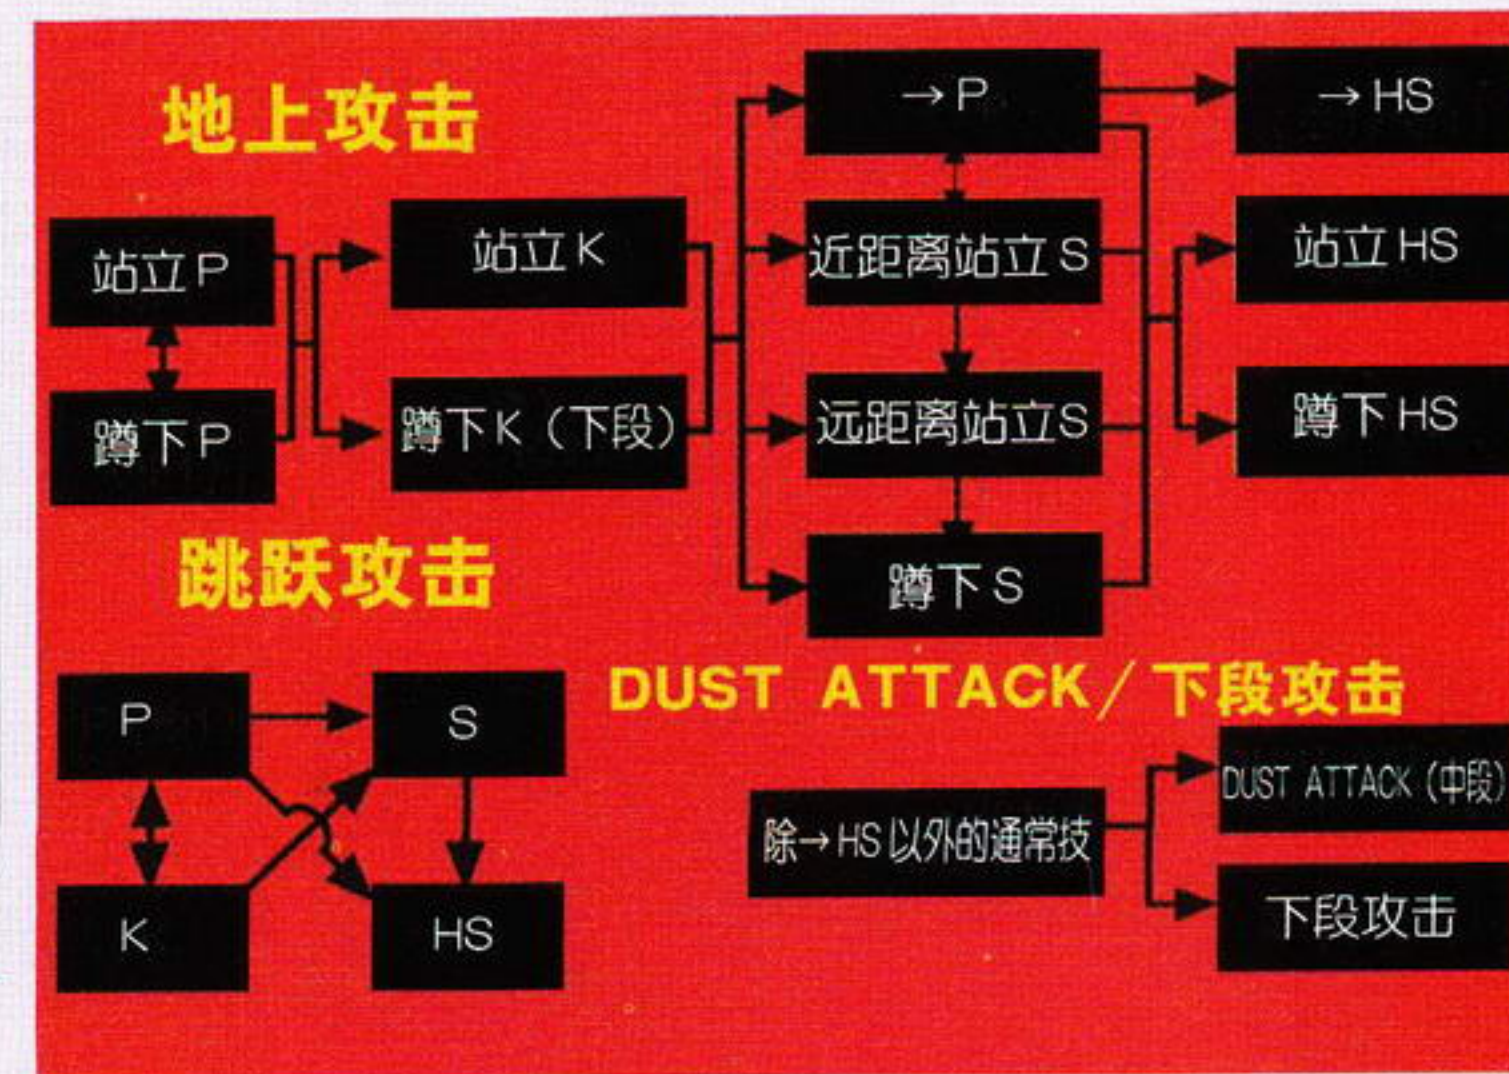 地上攻击
站立P
蹲下P
站立K
蹲下K（下段）
→P
近距离站立S
远距离站立S
蹲下S
→HS
站立HS
蹲下HS
跳跃攻击
P
S
K
HS
DUST ATTACK/下段攻击
除→HS以外的通常技
DUST ATTACK（中段）
下段攻击